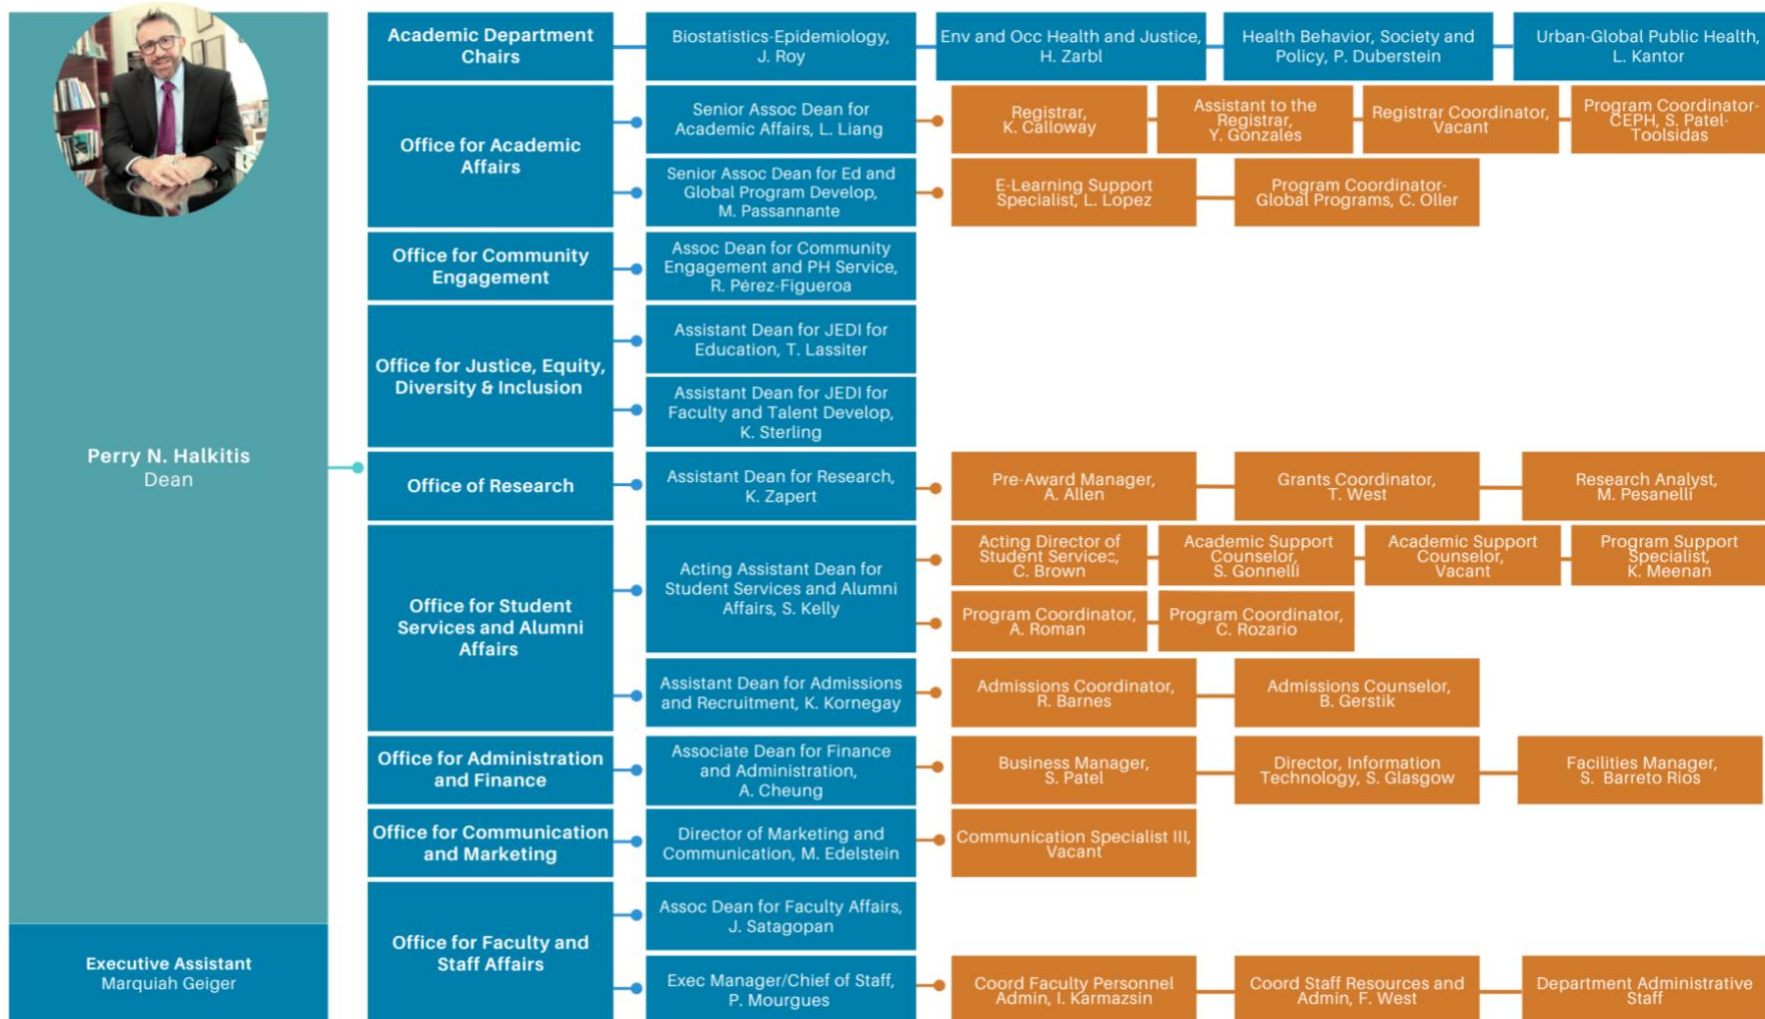 Academic Department
Chairs
Biostatistics-Epidemiology,
J. Roy
Env and Occ Health and Justice,
H. Zarbl
Health Behavior, Society and
Policy, P. Duberstein
Urban-Global Public Health,
L. Kantor
Office for Academic
Affairs
Senior Assoc Dean for
Academic Affairs, L. Liang
Registrar,
K. Calloway
Assistant to the
Registrar,
Y. Gonzales
Registrar Coordinator,
Vacant
Program Coordinator-
CEPH, S. Patel-
Toolsidas
Senior Assoc Dean for Ed and
Global Program Develop,
M. Passannante
E-Learning Support
Specialist, L. Lopez
Program Coordinator-
Global Programs, C. Oller
Office for Community
Engagement
Assoc Dean for Community
Engagement and PH Service,
R. Pérez-Figueroa
Office for Justice, Equity,
Diversity & Inclusion
Assistant Dean for JEDI for
Education, T. Lassiter
Assistant Dean for JEDI for
Faculty and Talent Develop,
K. Sterling
Perry N. Halkitis
Dean
Office of Research
Assistant Dean for Research,
K. Zapert
Pre-Award Manager,
A. Allen
Grants Coordinator,
T. West
Research Analyst,
M. Pesanelli
Office for Student
Services and Alumni
Affairs
Acting Assistant Dean for
Student Services and Alumni
Affairs, S. Kelly
Acting Director of
Student Services,
C. Brown
Academic Support
Counselor,
S. Gonnelli
Academic Support
Counselor,
Vacant
Program Support
Specialist,
K. Meenan
Program Coordinator,
A. Roman
Program Coordinator,
C. Rozario
Assistant Dean for Admissions
and Recruitment, K. Kornegay
Admissions Coordinator,
R. Barnes
Admissions Counselor,
B. Gerstik
Office for Administration
and Finance
Associate Dean for Finance
and Administration,
A. Cheung
Business Manager,
S. Patel
Director, Information
Technology, S. Glasgow
Facilities Manager,
S. Barreto Rios
Office for Communication
and Marketing
Director of Marketing and
Communication, M. Edelstein
Communication Specialist III,
Vacant
Office for Faculty and
Staff Affairs
Assoc Dean for Faculty Affairs,
J. Satagopan
Exec Manager/Chief of Staff,
P. Mourgues
Coord Faculty Personnel
Admin, I. Karmazsin
Coord Staff Resources and
Admin, F. West
Department Administrative
Staff
Executive Assistant
Marquiah Geiger